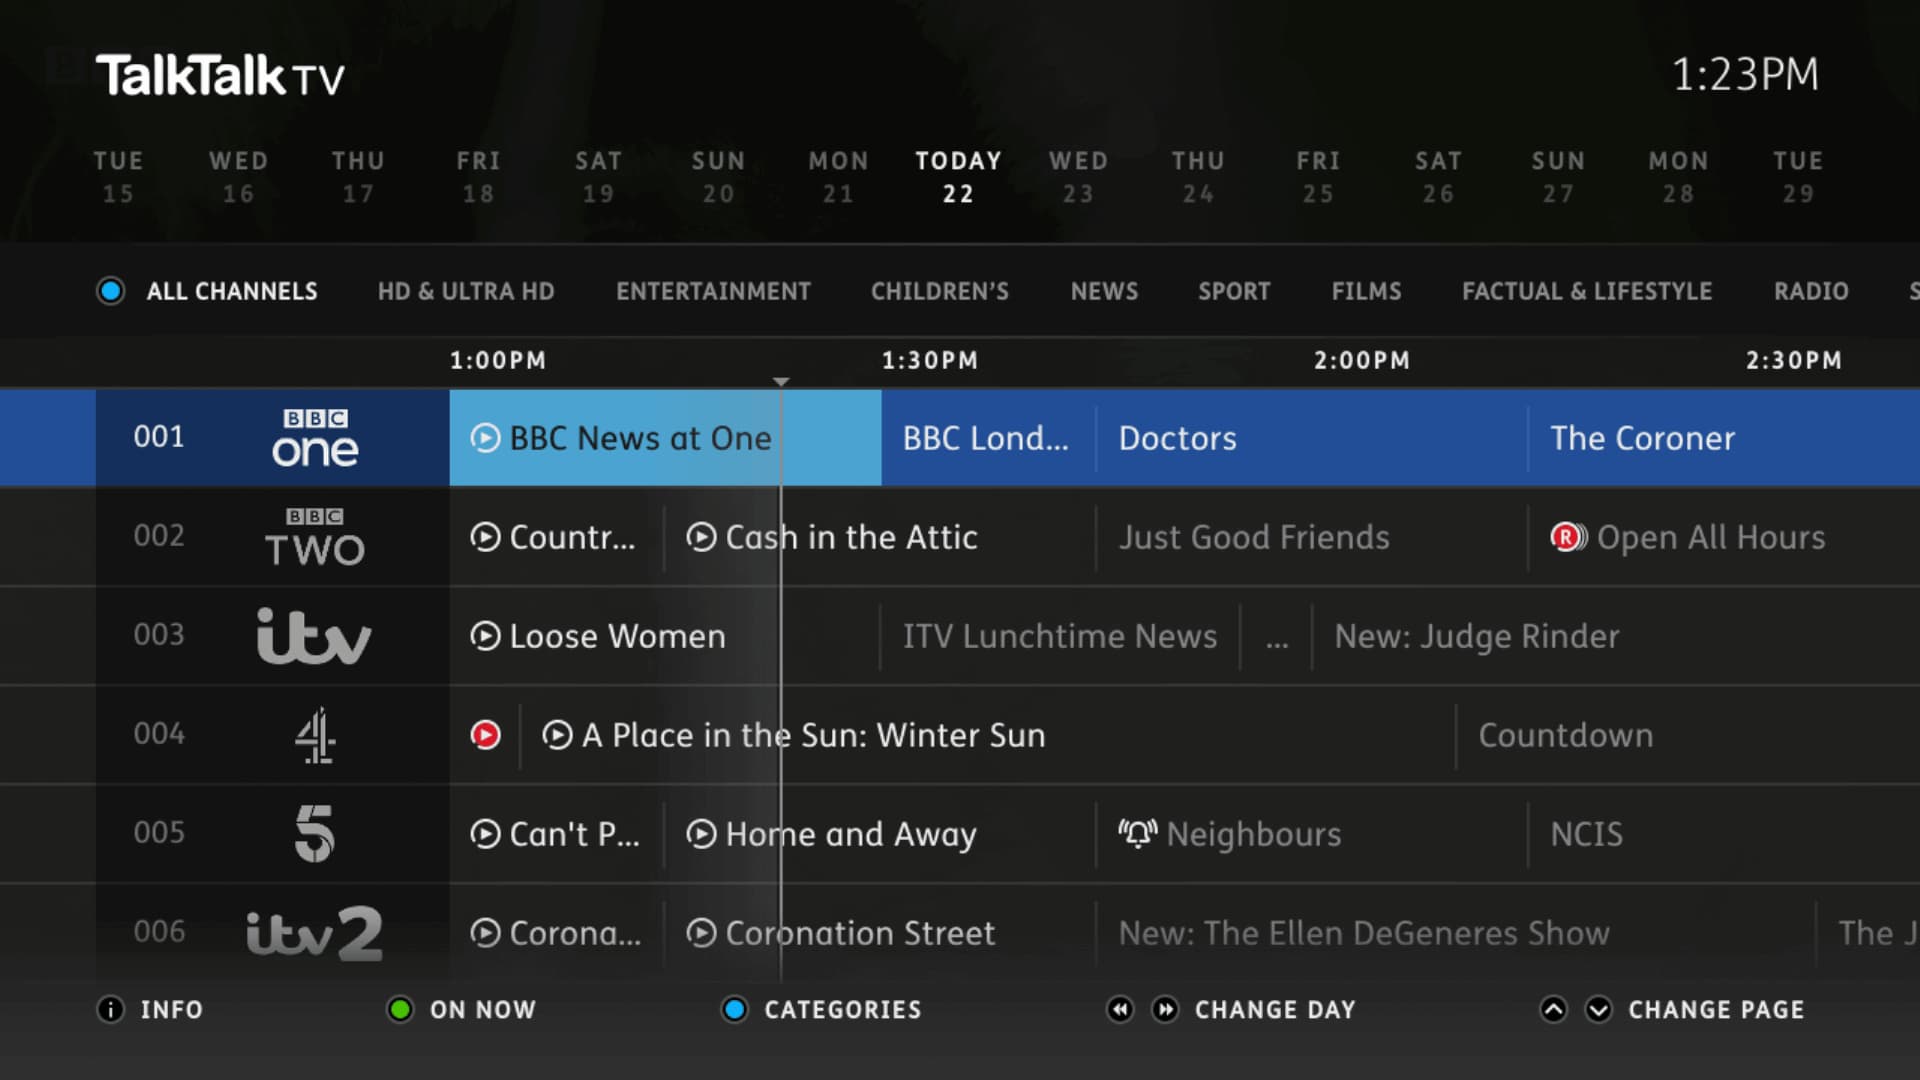 TalkTalk TV
1:23PM
TUE WED THU FRI SAT SUN MON TODAY WED THU FRI SAT SUN MON TUE
15 16 17 18 19 20 21 22 23 24 25 26 27 28 29
ALL CHANNELS HD & ULTRA HD ENTERTAINMENT CHILDREN'S NEWS SPORT FILMS FACTUAL & LIFESTYLE RADIO S
1:00PM 1:30PM 2:00PM 2:30PM
001 BBC one BBC News at One BBC Lond... Doctors The Coroner
002 BBC TWO Countr... Cash in the Attic Just Good Friends R Open All Hours
003 itv Loose Women ITV Lunchtime News ... New: Judge Rinder
004 4 A Place in the Sun: Winter Sun Countdown
005 5 Can't P... Home and Away Neighbours NCIS
006 itv2 Corona... Coronation Street New: The Ellen DeGeneres Show The J
i INFO ON NOW CATEGORIES CHANGE DAY CHANGE PAGE